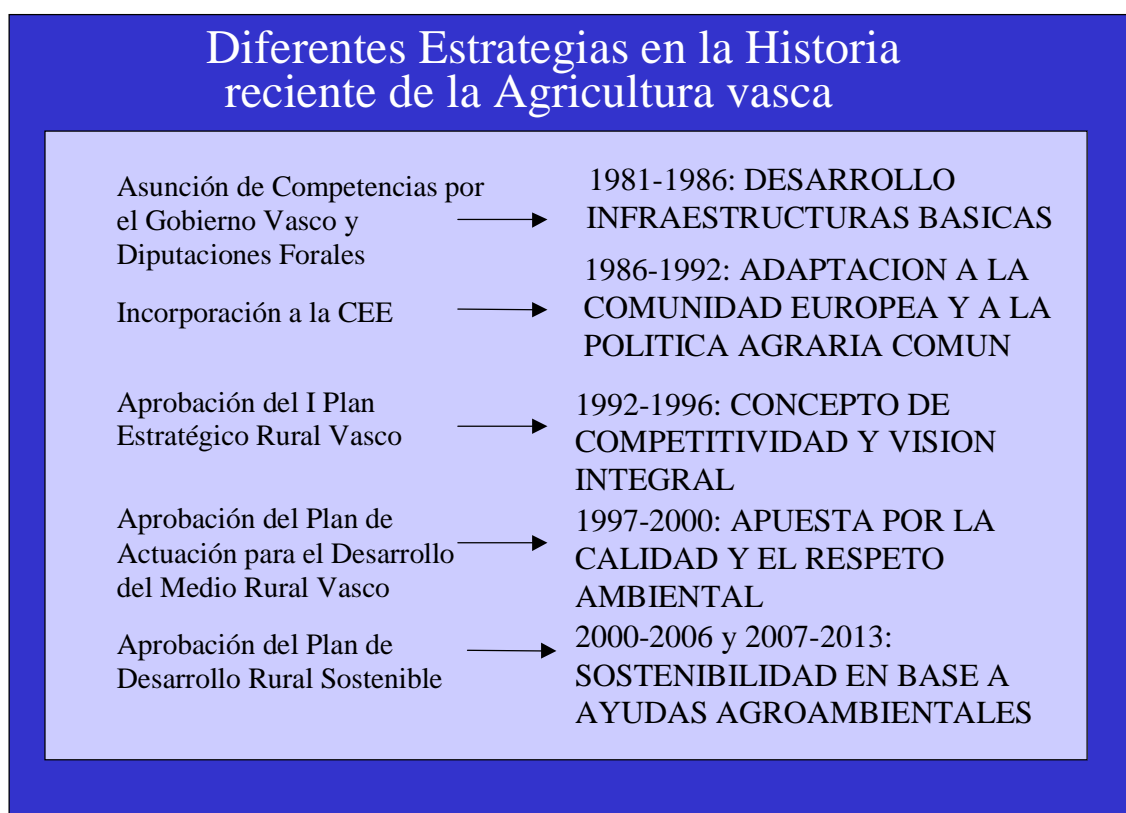 Diferentes Estrategias en la Historia
reciente de la Agricultura vasca
Asunción de Competencias por
el Gobierno Vasco y
Diputaciones Forales
1981-1986: DESARROLLO
INFRAESTRUCTURAS BASICAS
Incorporación a la CEE
1986-1992: ADAPTACION A LA
COMUNIDAD EUROPEA Y A LA
POLITICA AGRARIA COMUN
Aprobación del I Plan
Estratégico Rural Vasco
1992-1996: CONCEPTO DE
COMPETITIVIDAD Y VISION
INTEGRAL
Aprobación del Plan de
Actuación para el Desarrollo
del Medio Rural Vasco
1997-2000: APUESTA POR LA
CALIDAD Y EL RESPETO
AMBIENTAL
Aprobación del Plan de
Desarrollo Rural Sostenible
2000-2006 y 2007-2013:
SOSTENIBILIDAD EN BASE A
AYUDAS AGROAMBIENTALES